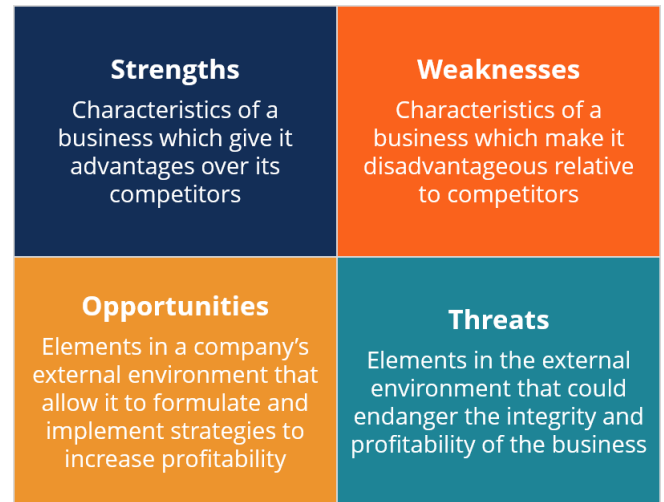 Strengths
Characteristics of a
business which give it
advantages over its
competitors
Weaknesses
Characteristics of a
business which make it
disadvantageous relative
to competitors
Opportunities
Elements in a company’s
external environment that
allow it to formulate and
implement strategies to
increase profitability
Threats
Elements in the external
environment that could
endanger the integrity and
profitability of the business